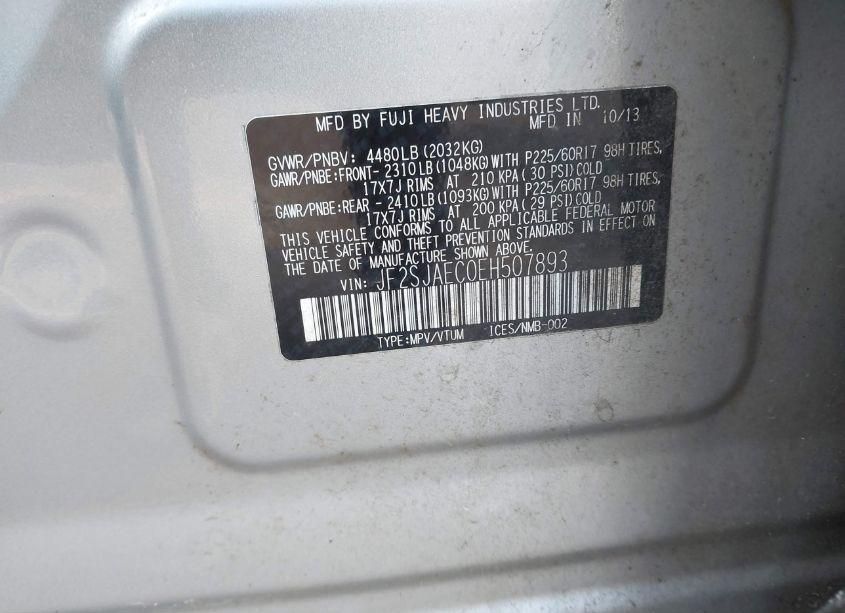 MFD BY FUJI HEAVY INDUSTRIES LTD.
MFD IN 10/13
GVWR/PNBV: 4480LB (2032KG)
GAWR/PNBE:FRONT- 2310LB (1048KG) WITH P225/60R17 98H TIRES,
17X7J RIMS AT 210 KPA ( 30 PSI) COLD
GAWR/PNBE:REAR - 2410LB (1093KG) WITH P225/60R17 98H TIRES,
17X7J RIMS AT 200 KPA ( 29 PSI) COLD
THIS VEHICLE CONFORMS TO ALL APPLICABLE FEDERAL MOTOR
VEHICLE SAFETY AND THEFT PREVENTION STANDARDS IN EFFECT ON
THE DATE OF MANUFACTURE SHOWN ABOVE.
VIN: JF2SJAEC0EH507893
TYPE:MPV/VTUM ICES/NMB-002